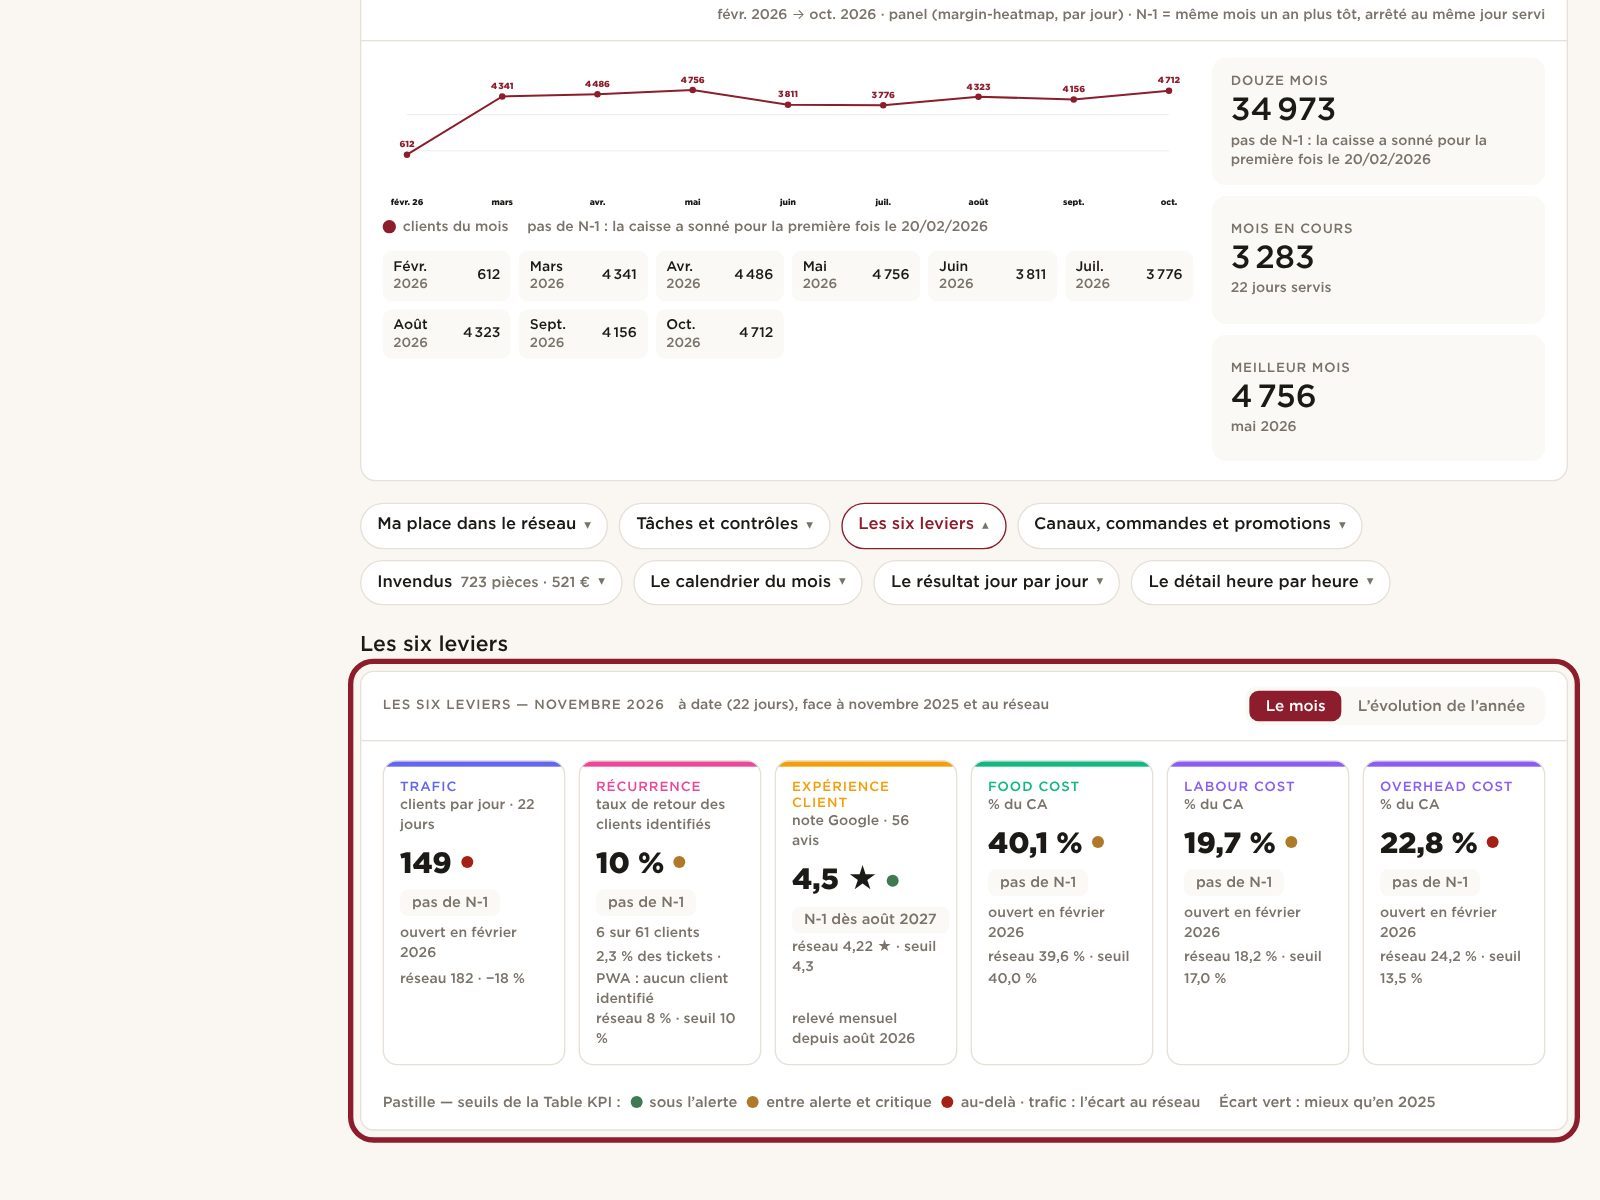 févr. 2026 → oct. 2026 · panel (margin-heatmap, par jour) · N-1 = même mois un an plus tôt, arrêté au même jour servi
612
4 341
4 486
4 756
3 811
3 776
4 323
4 156
4 712
févr. 26
mars
avr.
mai
juin
juil.
août
sept.
oct.
clients du mois
pas de N-1 : la caisse a sonné pour la première fois le 20/02/2026
Févr. 2026 612
Mars 2026 4 341
Avr. 2026 4 486
Mai 2026 4 756
Juin 2026 3 811
Juil. 2026 3 776
Août 2026 4 323
Sept. 2026 4 156
Oct. 2026 4 712
DOUZE MOIS
34 973
pas de N-1 : la caisse a sonné pour la
première fois le 20/02/2026
MOIS EN COURS
3 283
22 jours servis
MEILLEUR MOIS
4 756
mai 2026
Ma place dans le réseau ▾
Tâches et contrôles ▾
Les six leviers ▴
Canaux, commandes et promotions ▾
Invendus 723 pièces · 521 € ▾
Le calendrier du mois ▾
Le résultat jour par jour ▾
Le détail heure par heure ▾
Les six leviers
LES SIX LEVIERS — NOVEMBRE 2026 à date (22 jours), face à novembre 2025 et au réseau
Le mois
L’évolution de l’année
TRAFIC
clients par jour · 22
jours
149
pas de N-1
ouvert en février
2026
réseau 182 · −18 %
RÉCURRENCE
taux de retour des
clients identifiés
10 %
pas de N-1
6 sur 61 clients
2,3 % des tickets ·
PWA : aucun client
identifié
réseau 8 % · seuil 10
%
EXPÉRIENCE
CLIENT
note Google · 56
avis
4,5 ★
N-1 dès août 2027
réseau 4,22 ★ · seuil
4,3
relevé mensuel
depuis août 2026
FOOD COST
% du CA
40,1 %
pas de N-1
ouvert en février
2026
réseau 39,6 % · seuil
40,0 %
LABOUR COST
% du CA
19,7 %
pas de N-1
ouvert en février
2026
réseau 18,2 % · seuil
17,0 %
OVERHEAD COST
% du CA
22,8 %
pas de N-1
ouvert en février
2026
réseau 24,2 % · seuil
13,5 %
Pastille — seuils de la Table KPI : sous l’alerte entre alerte et critique au-delà · trafic : l’écart au réseau Écart vert : mieux qu’en 2025